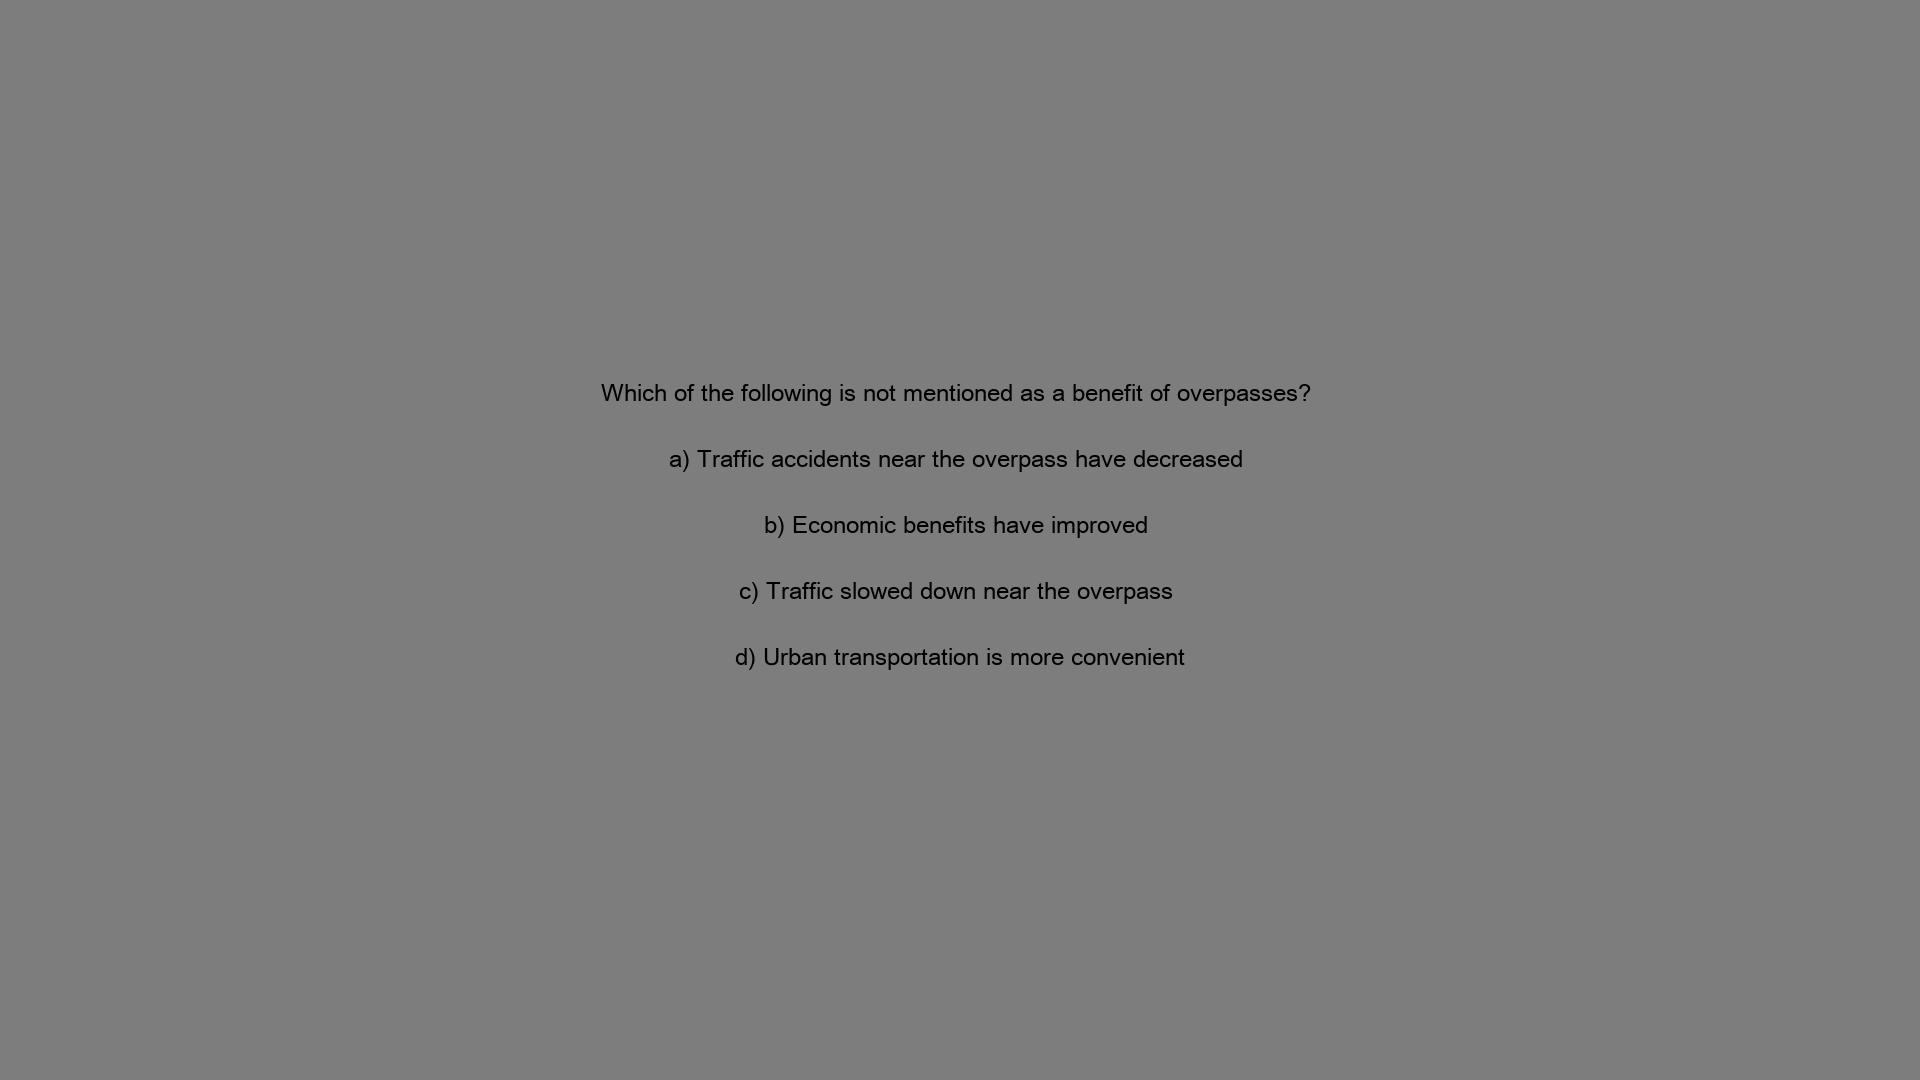 Which of the following is not mentioned as a benefit of overpasses?
a) Traffic accidents near the overpass have decreased
b) Economic benefits have improved
c) Traffic slowed down near the overpass
d) Urban transportation is more convenient